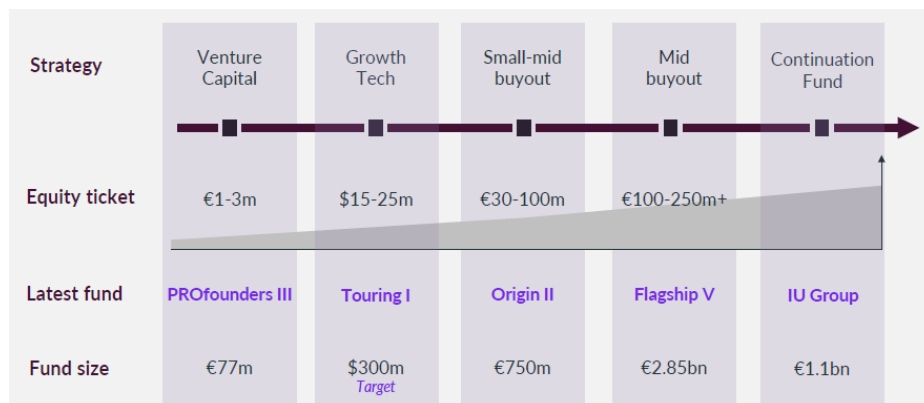 Strategy
Venture Capital
Growth Tech
Small-mid buyout
Mid buyout
Continuation Fund
Equity ticket
€1-3m
$15-25m
€30-100m
€100-250m+
Latest fund
PROfounders III
Touring I
Origin II
Flagship V
IU Group
Fund size
€77m
$300m
Target
€750m
€2.85bn
€1.1bn